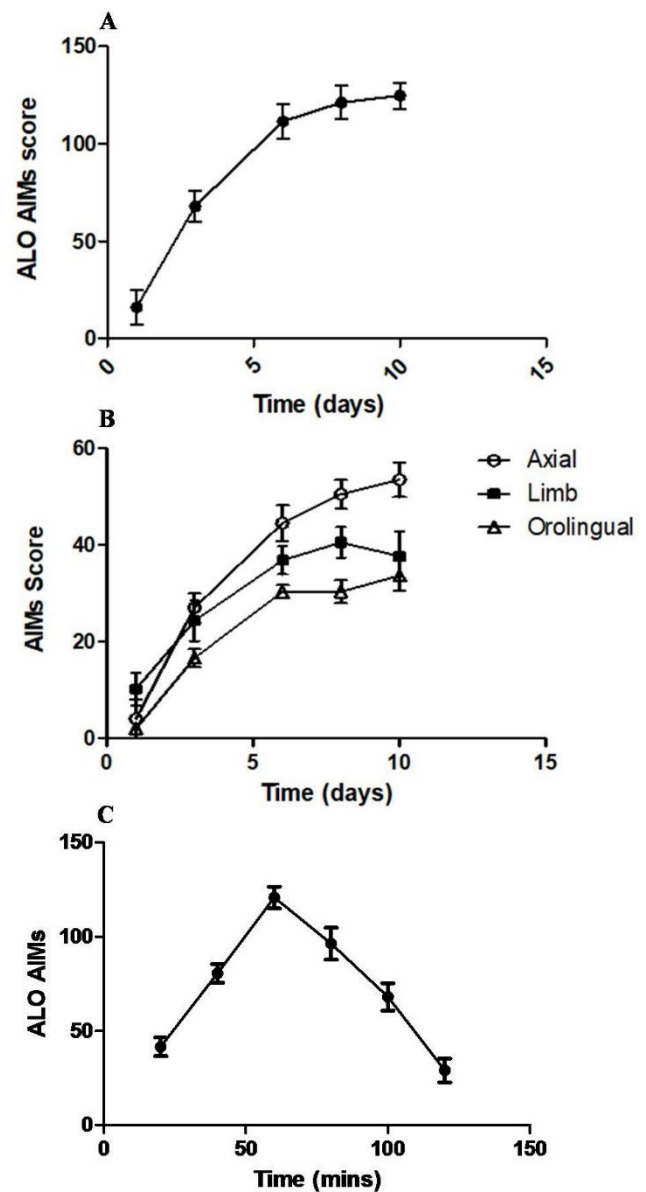 A
ALO AIMs score
150
100
50
0
0 5 10 15
Time (days)
B
AIMs Score
60
40
20
0
0 5 10 15
Time (days)
Axial
Limb
Orolingual
C
ALO AIMs
150
100
50
0
0 50 100 150
Time (mins)